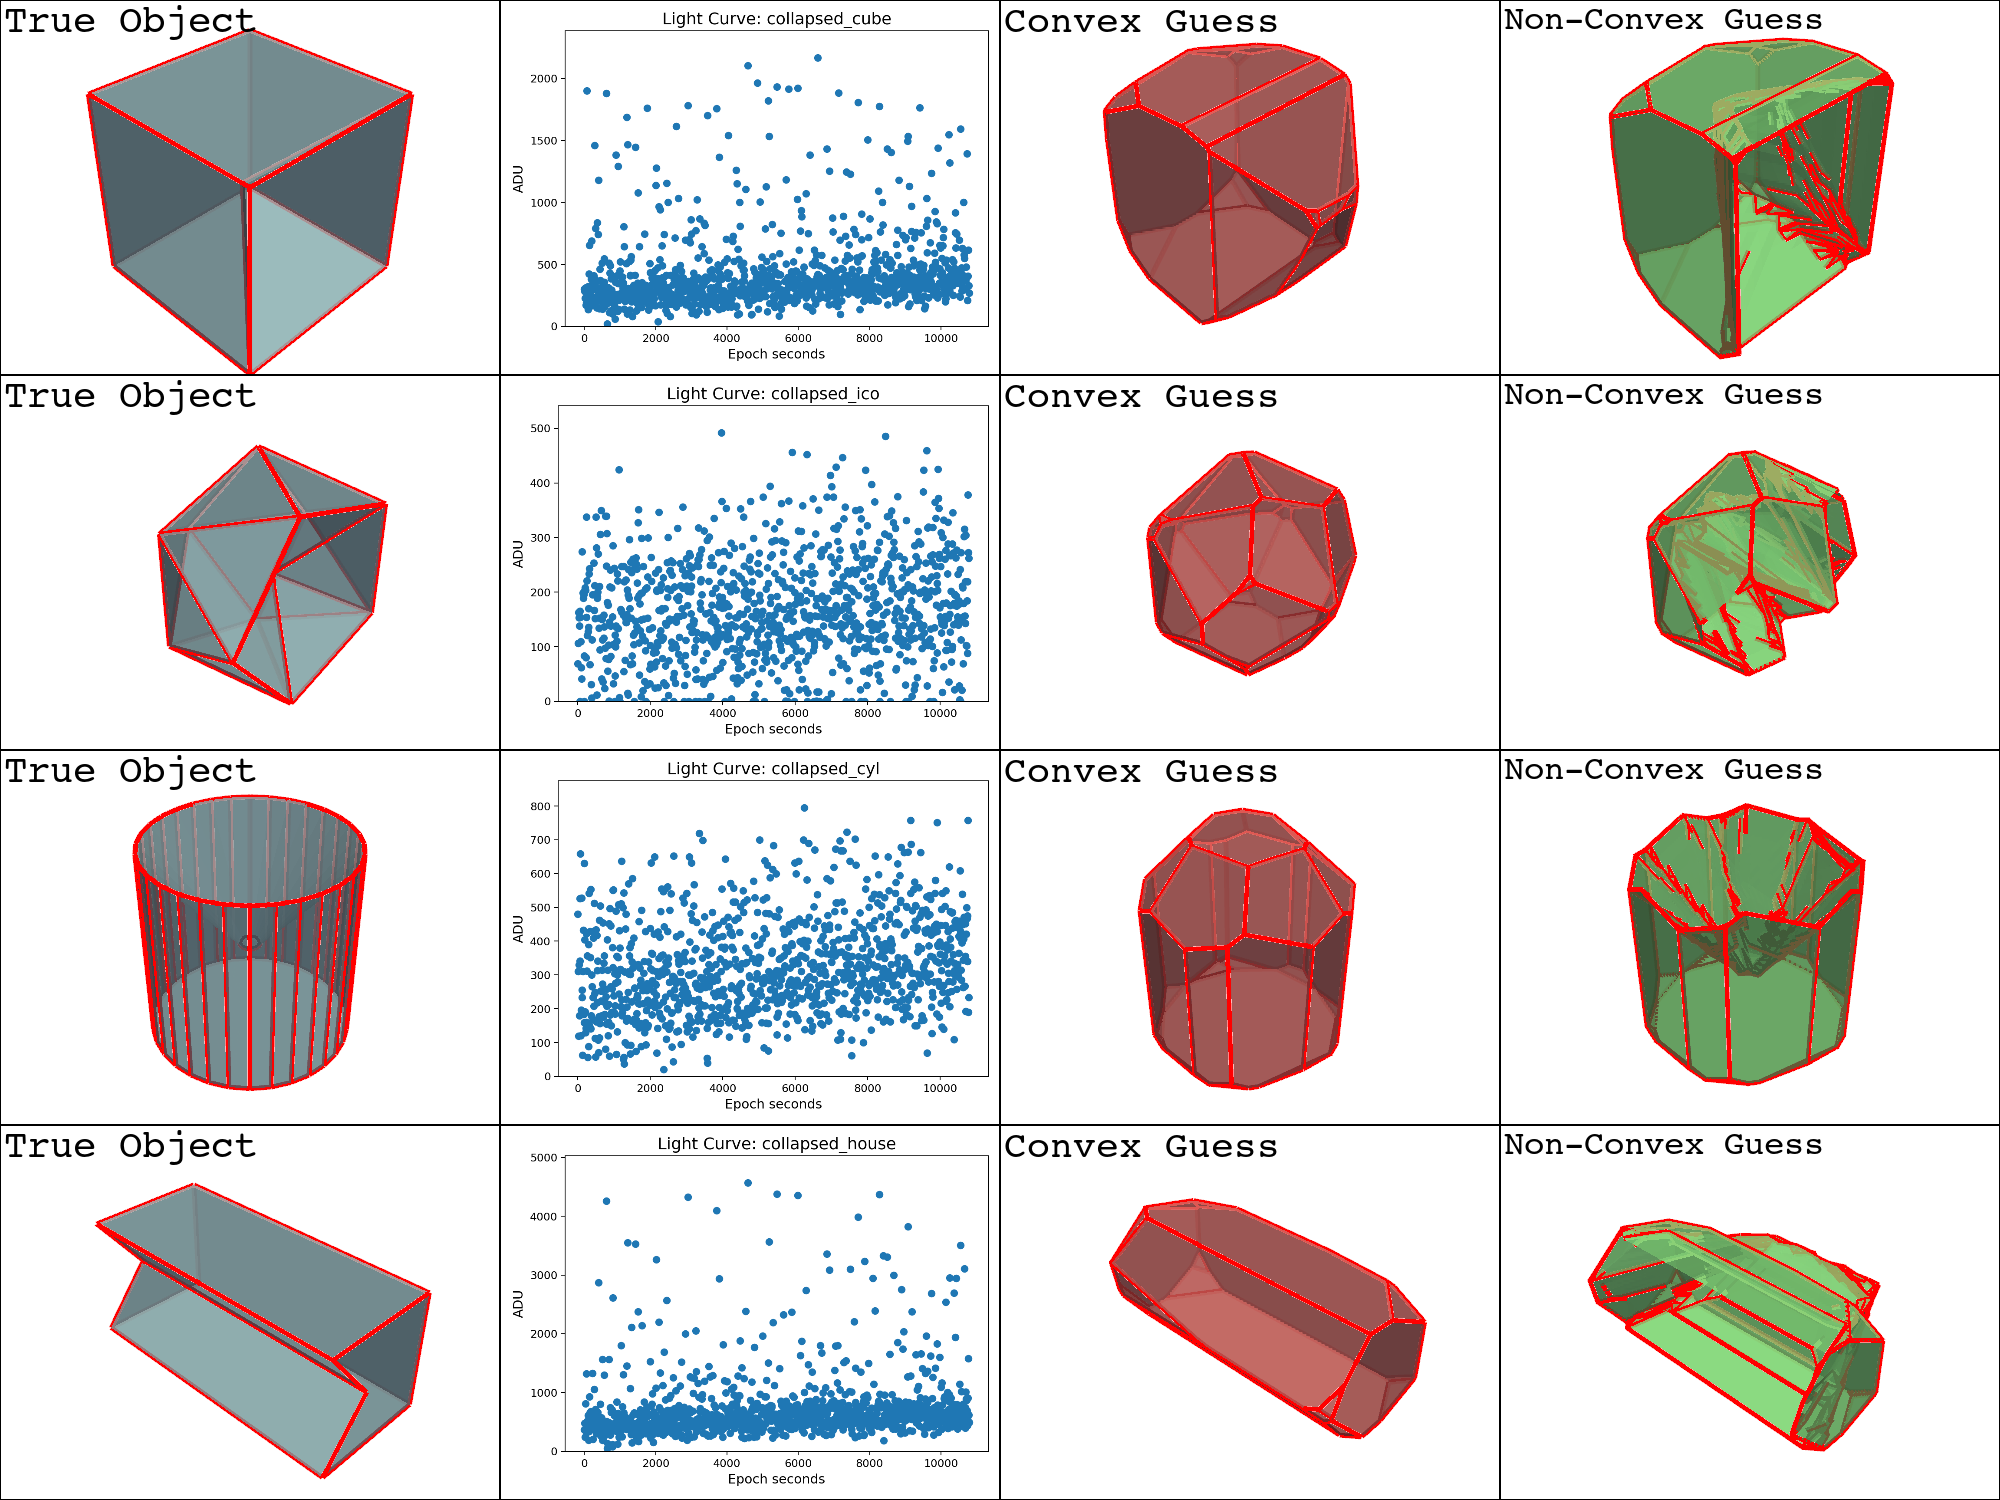 True Object
Light Curve: collapsed_cube
ADU
2000
1500
1000
500
0
0 2000 4000 6000 8000 10000
Epoch seconds
Convex Guess
Non-Convex Guess
True Object
Light Curve: collapsed_ico
ADU
500
400
300
200
100
0
0 2000 4000 6000 8000 10000
Epoch seconds
Convex Guess
Non-Convex Guess
True Object
Light Curve: collapsed_cyl
ADU
800
700
600
500
400
300
200
100
0
0 2000 4000 6000 8000 10000
Epoch seconds
Convex Guess
Non-Convex Guess
True Object
Light Curve: collapsed_house
ADU
5000
4000
3000
2000
1000
0
0 2000 4000 6000 8000 10000
Epoch seconds
Convex Guess
Non-Convex Guess